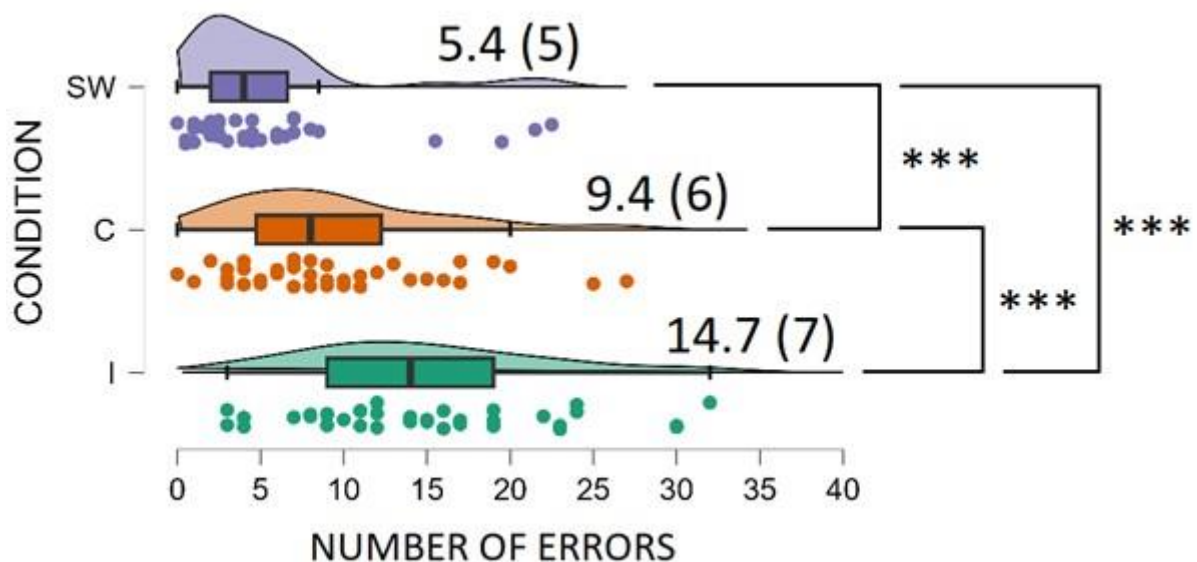 5.4 (5)
SW
***
9.4 (6)
C
***
***
14.7 (7)
I
CONDITION
0 5 10 15 20 25 30 35 40
NUMBER OF ERRORS